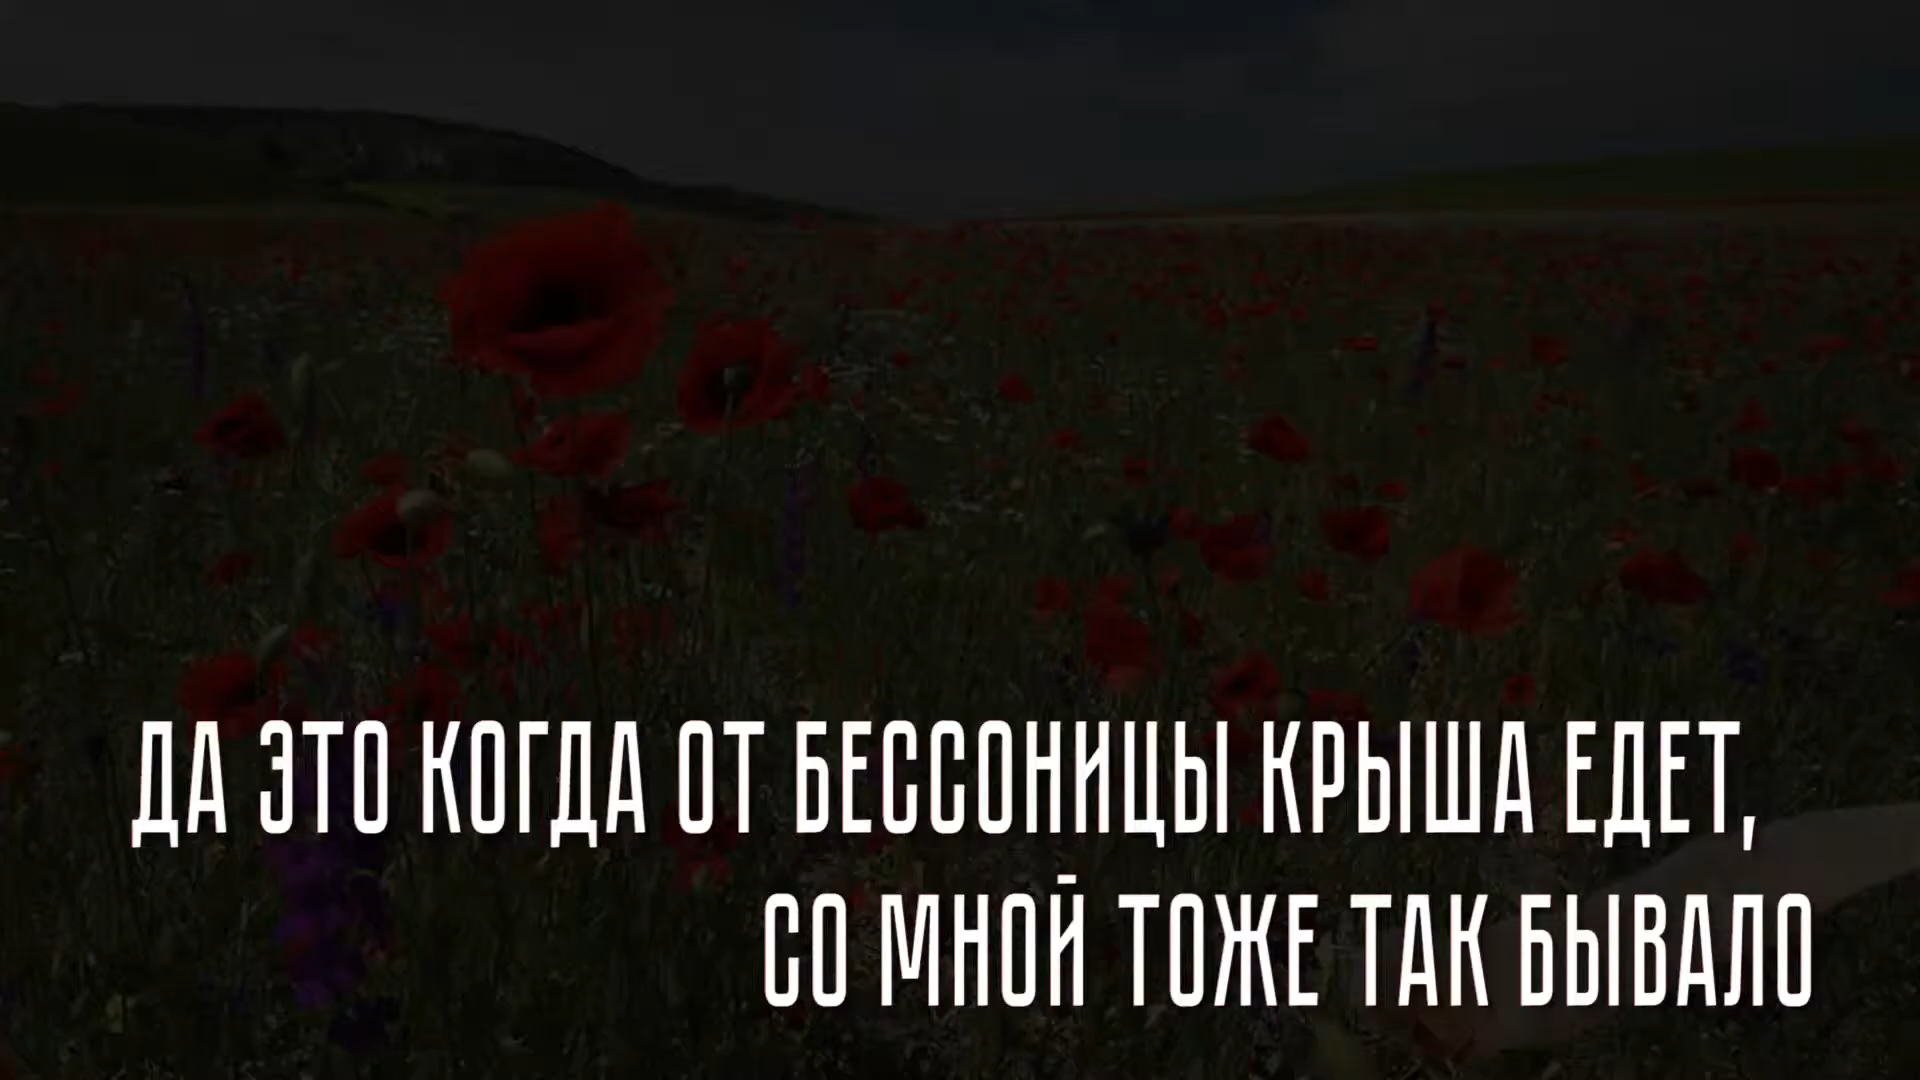 ДА ЭТО КОГДА ОТ БЕССОНИЦЫ КРЫША ЕДЕТ,
СО МНОЙ ТОЖЕ ТАК БЫВАЛО